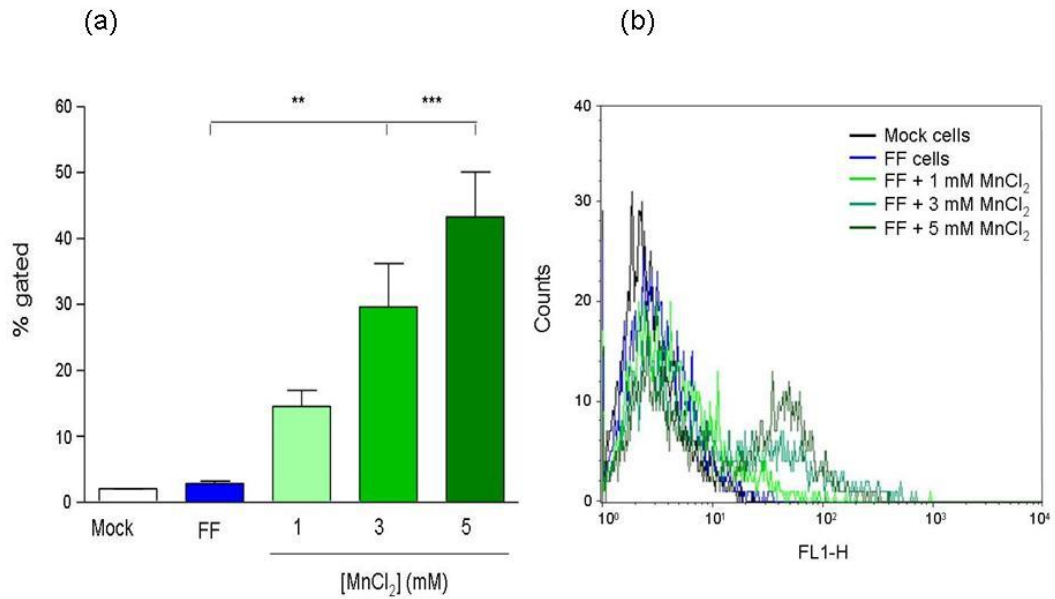 (a)
(b)
60
50
40
30
20
10
0
% gated
**
***
Mock
FF
1
3
5
[MnCl₂] (mM)
40
30
20
10
0
Counts
Mock cells
FF cells
FF + 1 mM MnCl₂
FF + 3 mM MnCl₂
FF + 5 mM MnCl₂
10⁰
10¹
10²
10³
10⁴
FL1-H